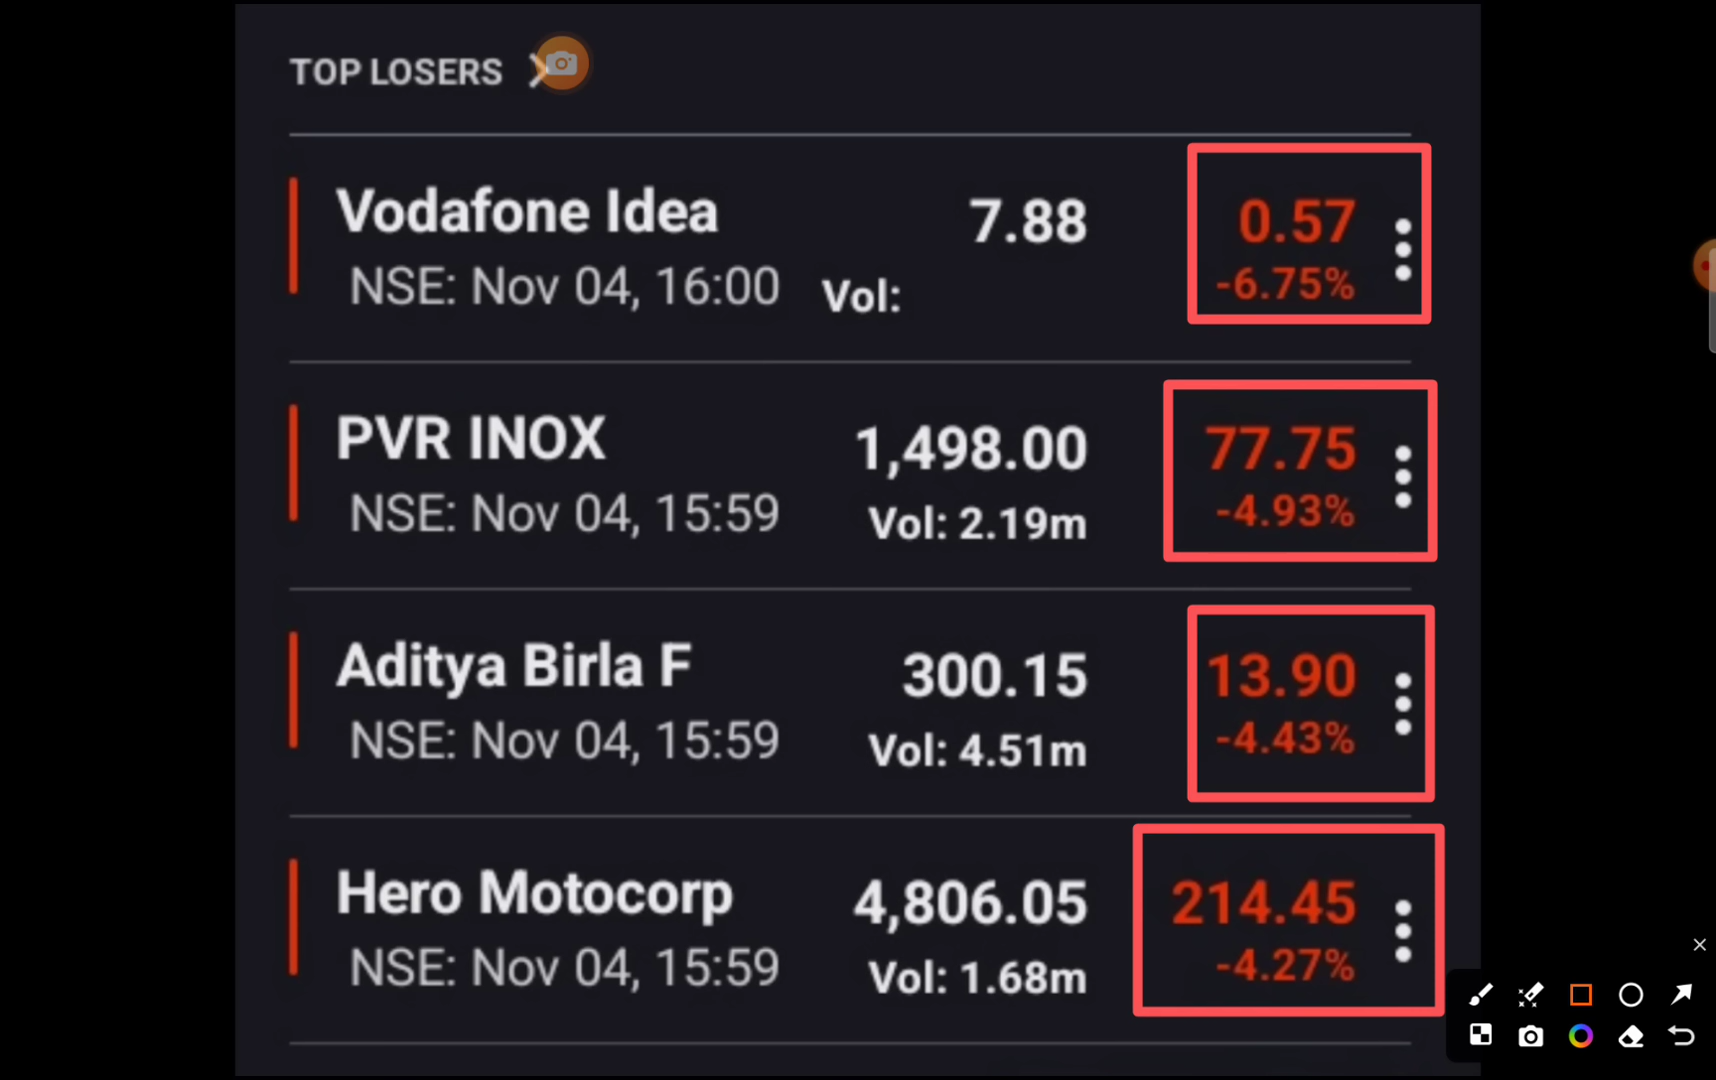 TOP LOSERS
Vodafone Idea 7.88 0.57
NSE: Nov 04, 16:00 Vol: -6.75%
PVR INOX 1,498.00 77.75
NSE: Nov 04, 15:59 Vol: 2.19m -4.93%
Aditya Birla F 300.15 13.90
NSE: Nov 04, 15:59 Vol: 4.51m -4.43%
Hero Motocorp 4,806.05 214.45
NSE: Nov 04, 15:59 Vol: 1.68m -4.27%